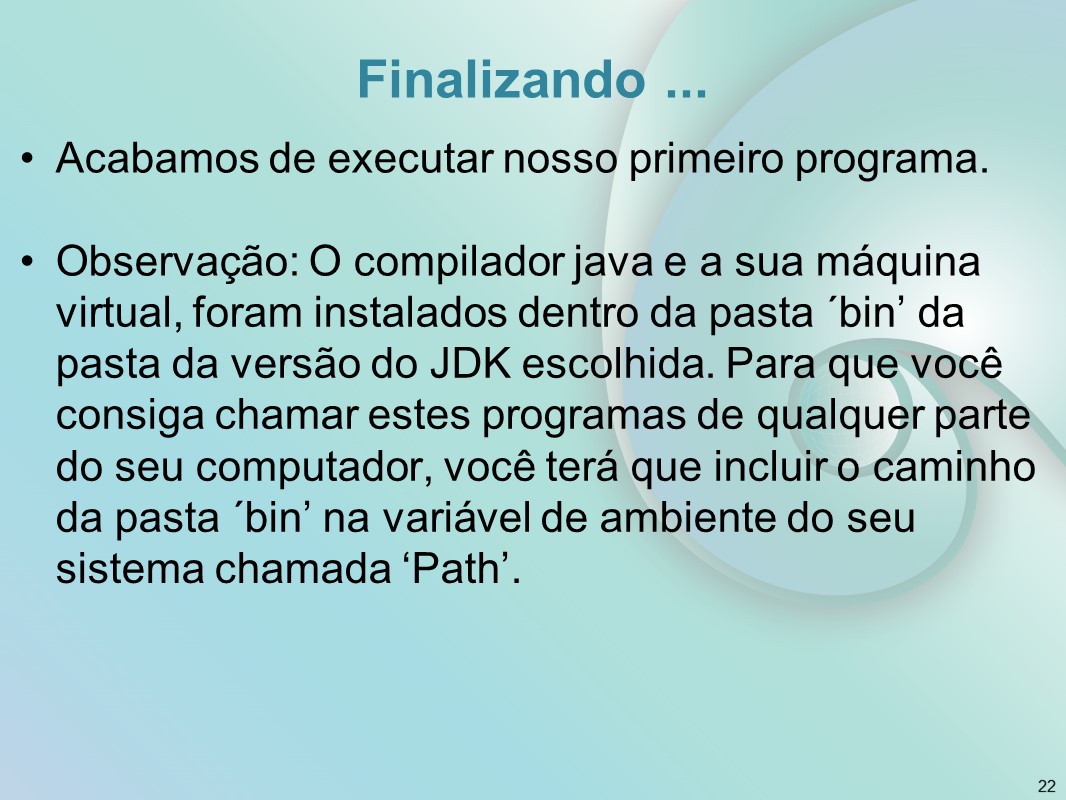 Finalizando ...
• Acabamos de executar nosso primeiro programa.
• Observação: O compilador java e a sua máquina
virtual, foram instalados dentro da pasta ´bin’ da
pasta da versão do JDK escolhida. Para que você
consiga chamar estes programas de qualquer parte
do seu computador, você terá que incluir o caminho
da pasta ´bin’ na variável de ambiente do seu
sistema chamada ‘Path’.
22